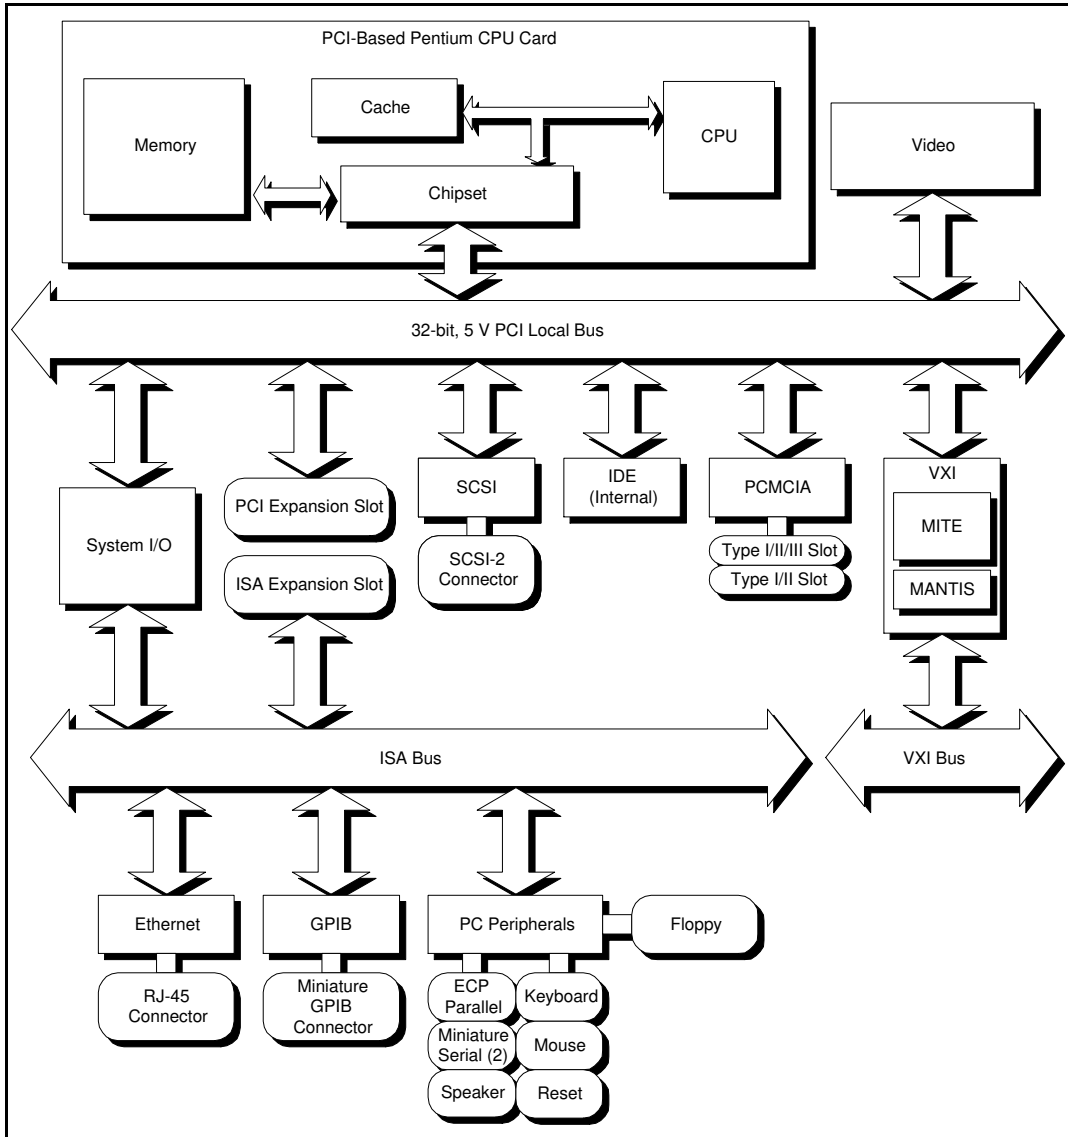 PCI-Based Pentium CPU Card
Memory
Cache
CPU
Chipset
Video
32-bit, 5 V PCI Local Bus
System I/O
PCI Expansion Slot
ISA Expansion Slot
SCSI
SCSI-2
Connector
IDE
(Internal)
PCMCIA
Type I/II/III Slot
Type I/II Slot
VXI
MITE
MANTIS
ISA Bus
VXI Bus
Ethernet
RJ-45
Connector
GPIB
Miniature
GPIB
Connector
PC Peripherals
Floppy
ECP
Parallel
Keyboard
Miniature
Serial (2)
Mouse
Speaker
Reset